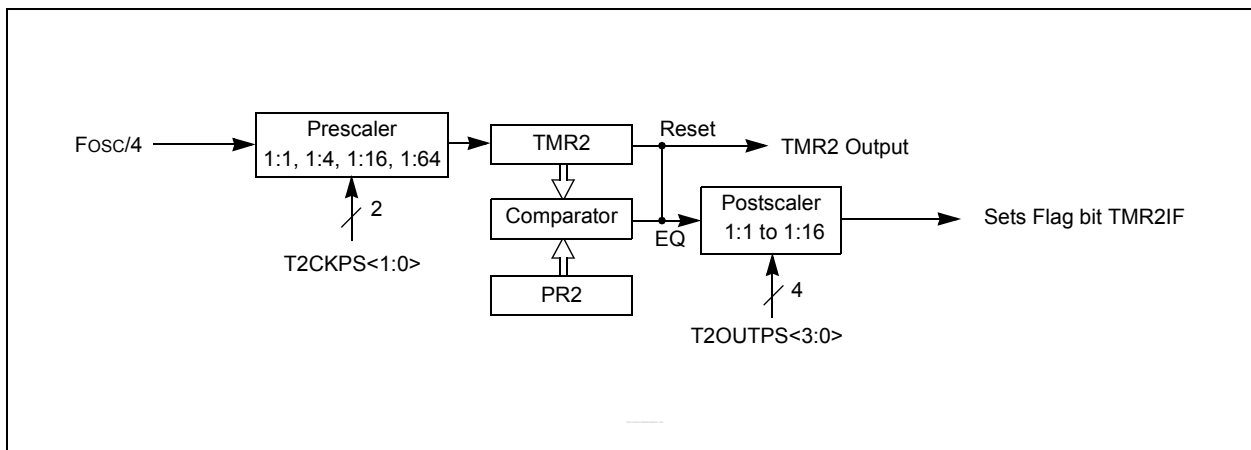 Fosc/4
Prescaler
1:1, 1:4, 1:16, 1:64
2
T2CKPS<1:0>
TMR2
Comparator
PR2
Reset
TMR2 Output
EQ
Postscaler
1:1 to 1:16
4
T2OUTPS<3:0>
Sets Flag bit TMR2IF